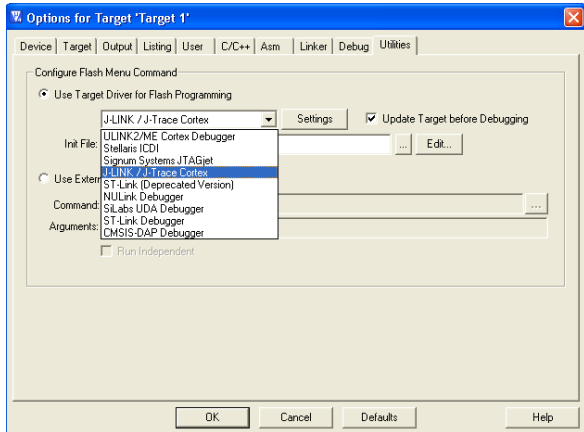 Options for Target 'Target 1'
Device Target Output Listing User C/C++ Asm Linker Debug Utilities
Configure Flash Menu Command
Use Target Driver for Flash Programming
J-LINK / J-Trace Cortex Settings Update Target before Debugging
ULINK2/ME Cortex Debugger
Stellaris ICDI
Init File: ... Edit...
Signum Systems JTAGjet
J-LINK / J-Trace Cortex
Use Extern
ST-Link (Deprecated Version)
NULink Debugger
Command: ...
SiLabs UDA Debugger
ST-Link Debugger
Arguments:
CMSIS-DAP Debugger
Run Independent
OK Cancel Defaults Help